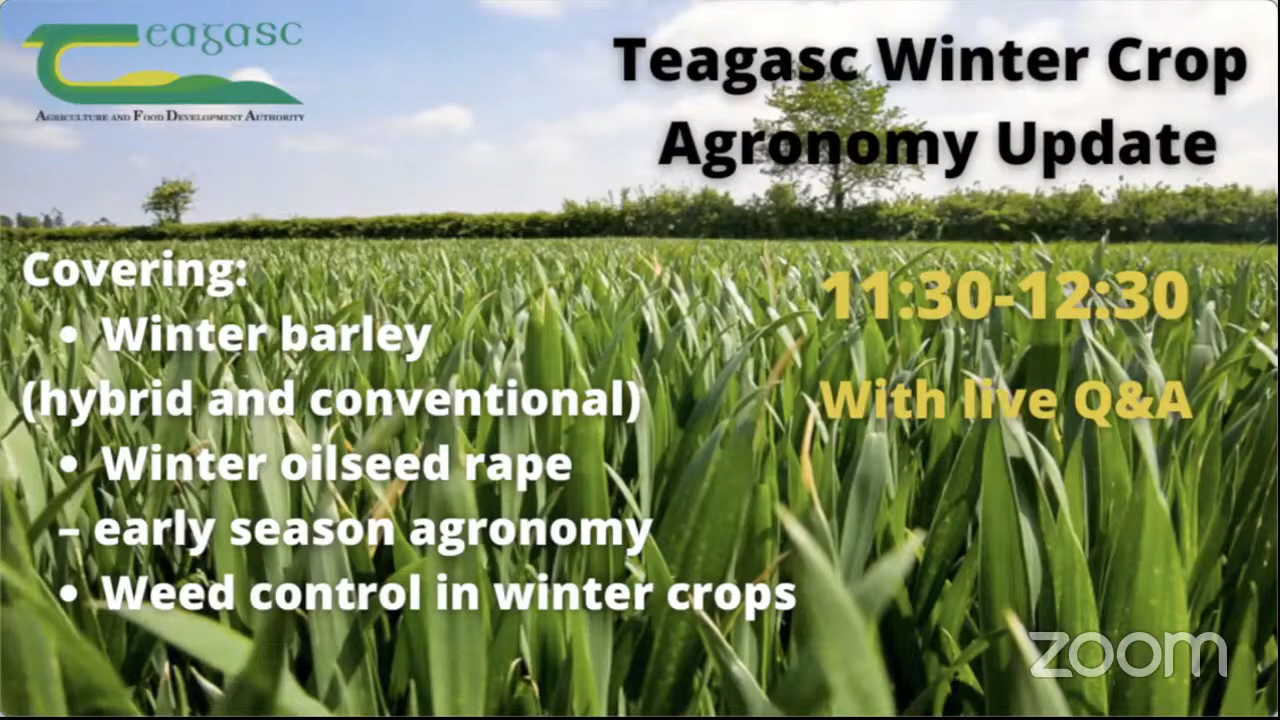 Teagasc
AGRICULTURE AND FOOD DEVELOPMENT AUTHORITY
Teagasc Winter Crop
Agronomy Update
Covering:
• Winter barley
(hybrid and conventional)
• Winter oilseed rape
– early season agronomy
• Weed control in winter crops
11:30-12:30
With live Q&A
zoom